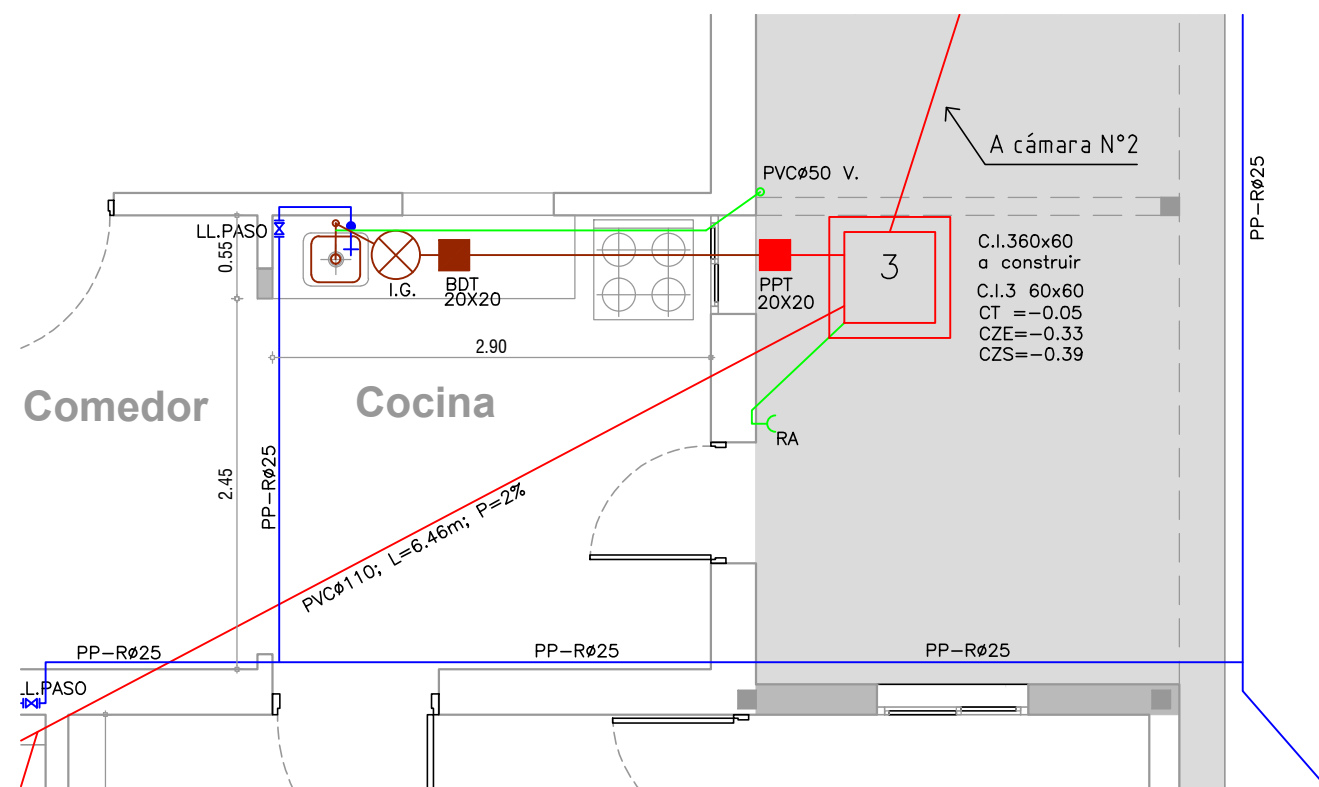 A cámara N°2
PVCø50 V.
PP-Rø25
LL.PASO
0.55
I.G.
BDT
20X20
PPT
20X20
3
C.I.360x60
a construir
C.I.3 60x60
CT =-0.05
CZE=-0.33
CZS=-0.39
2.90
Comedor
Cocina
RA
2.45
PP-Rø25
PVCø110; L=6.46m; P=2%
PP-Rø25
PP-Rø25
PP-Rø25
LL.PASO